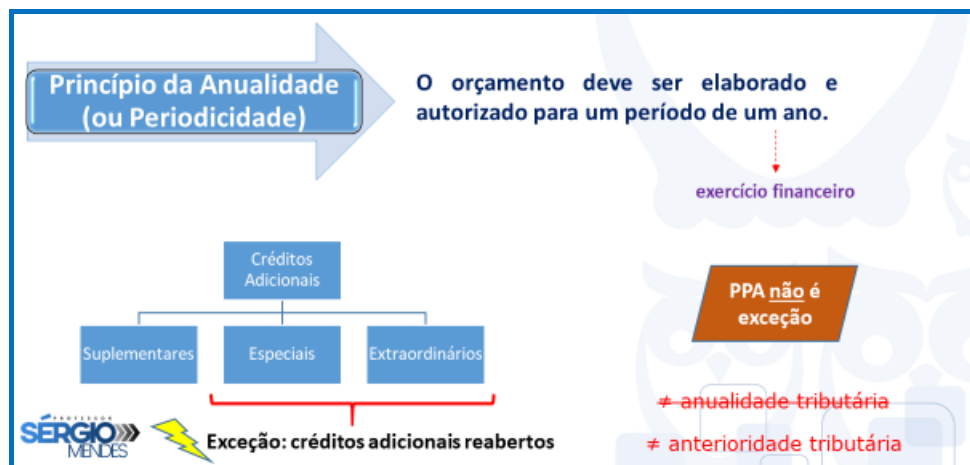 Princípio da Anualidade
(ou Periodicidade)
O orçamento deve ser elaborado e
autorizado para um período de um ano.
exercício financeiro
Créditos
Adicionais
Suplementares
Especiais
Extraordinários
PPA não é
exceção
≠ anualidade tributária
≠ anterioridade tributária
Exceção: créditos adicionais reabertos
PROFESSOR
SÉRGIO
MENDES